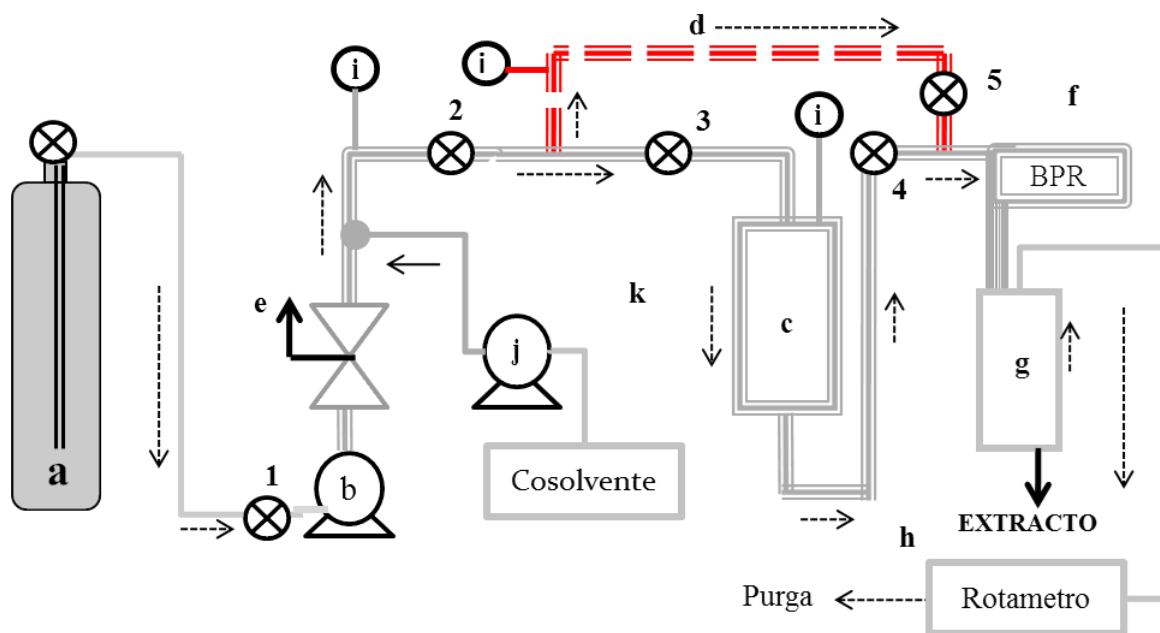 d
i
i
5
f
2
3
i
4
BPR
e
k
c
j
g
a
1
b
Cosolvente
EXTRACTO
h
Purga
Rotametro